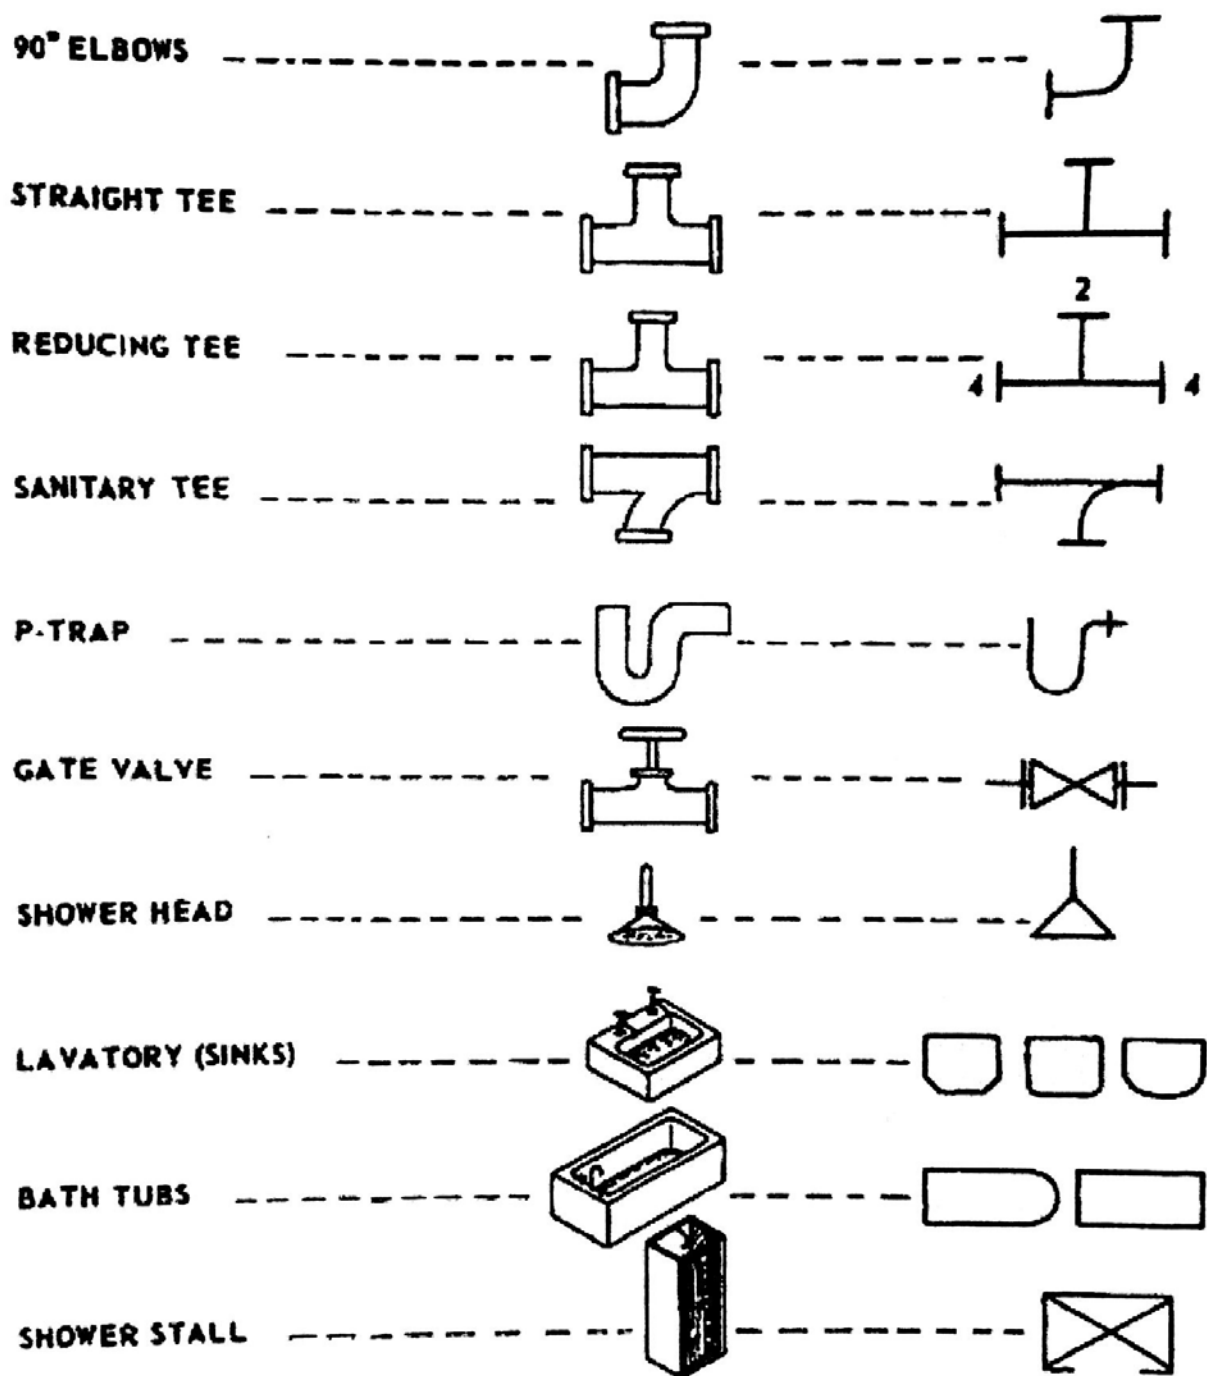 90° ELBOWS
STRAIGHT TEE
2
REDUCING TEE
4 4
SANITARY TEE
P-TRAP
GATE VALVE
SHOWER HEAD
LAVATORY (SINKS)
BATH TUBS
SHOWER STALL